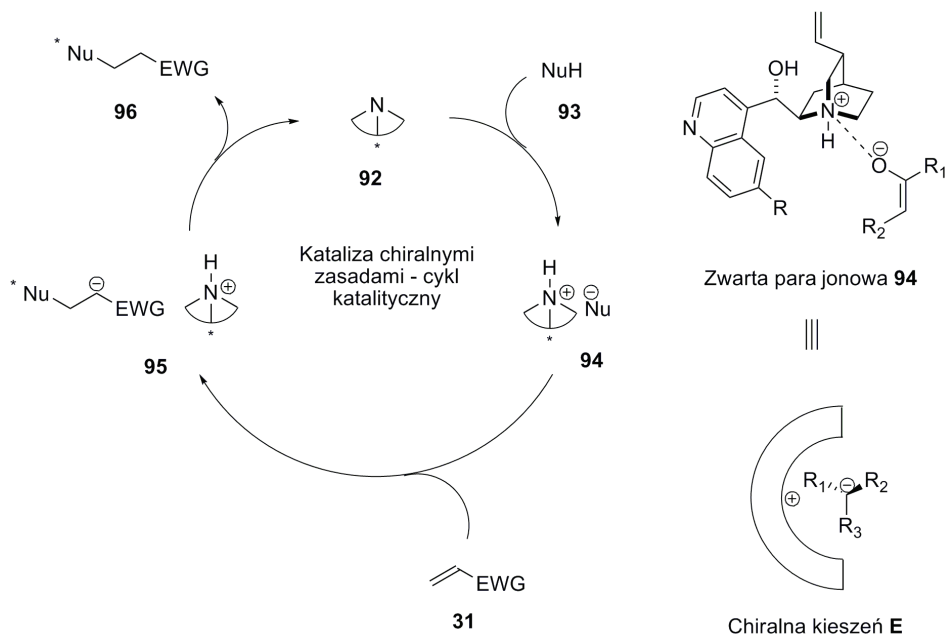 * Nu EWG
96
N
*
92
NuH
93
Kataliza chiralnymi
zasadami - cykl
katalityczny
* Nu ⊖ EWG
H
N ⊕
*
95
H
N ⊕ ⊖ Nu
*
94
EWG
31
OH
N
R
N ⊕
H
⊖
O
R1
R2
Zwarta para jonowa 94
⊕
R1 ⊖ R2
R3
Chiralna kieszeń E